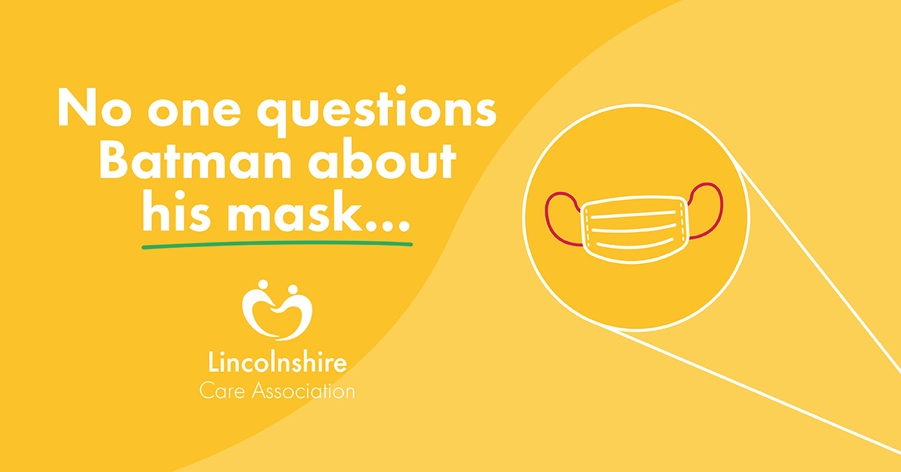 No one questions
Batman about
his mask...
Lincolnshire
Care Association